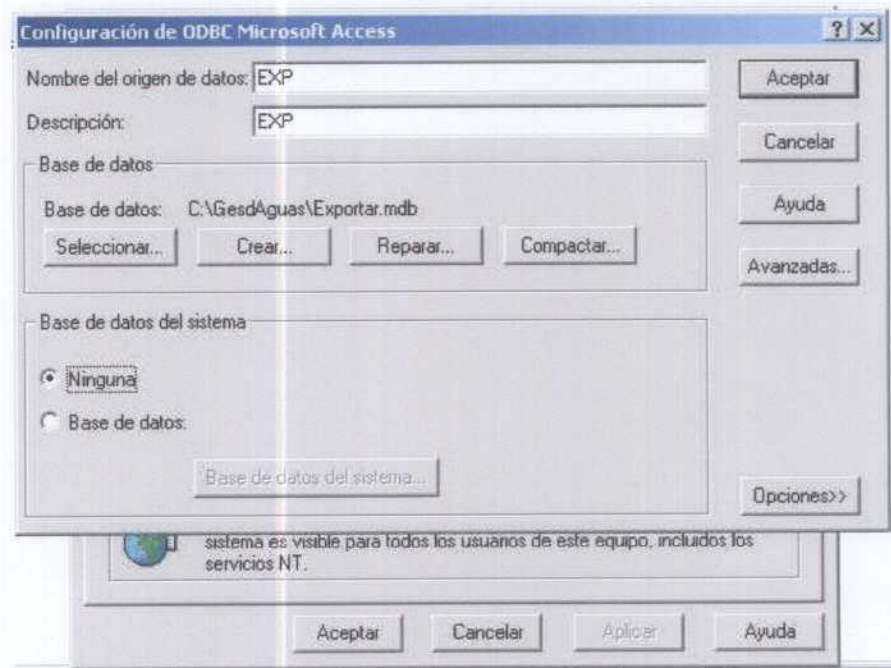 Configuración de ODBC Microsoft Access
Nombre del origen de datos: EXP
Aceptar
Descripción: EXP
Cancelar
Base de datos
Base de datos: C:\GesdAguas\Exportar.mdb
Ayuda
Seleccionar... Crear... Reparar... Compactar...
Avanzadas...
Base de datos del sistema
Ninguna
Base de datos:
Base de datos del sistema...
Opciones>>
sistema es visible para todos los usuarios de este equipo, incluidos los
servicios NT.
Aceptar Cancelar Aplicar Ayuda